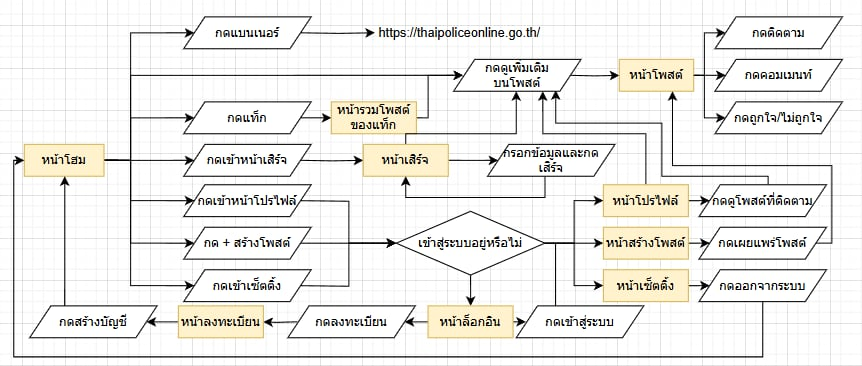 กดแบนเนอร์
https://thaipoliceonline.go.th/
กดติดตาม
กดดูเพิ่มเติม
บนโพสต์
หน้าโพสต์
กดคอมเมนท์
กดแท็ก
หน้ารวมโพสต์
ของแท็ก
กดถูกใจ/ไม่ถูกใจ
หน้าโฮม
กดเข้าหน้าเสิร์จ
หน้าเสิร์จ
กรอกข้อมูลและกด
เสิร์จ
กดเข้าหน้าโปรไฟล์
หน้าโปรไฟล์
กดดูโพสต์ที่ติดตาม
กด + สร้างโพสต์
เข้าสู่ระบบอยู่หรือไม่
หน้าสร้างโพสต์
กดเผยแพร่โพสต์
กดเข้าเซ็ตติ้ง
หน้าเซ็ตติ้ง
กดออกจากระบบ
กดสร้างบัญชี
หน้าลงทะเบียน
กดลงทะเบียน
หน้าล็อกอิน
กดเข้าสู่ระบบ